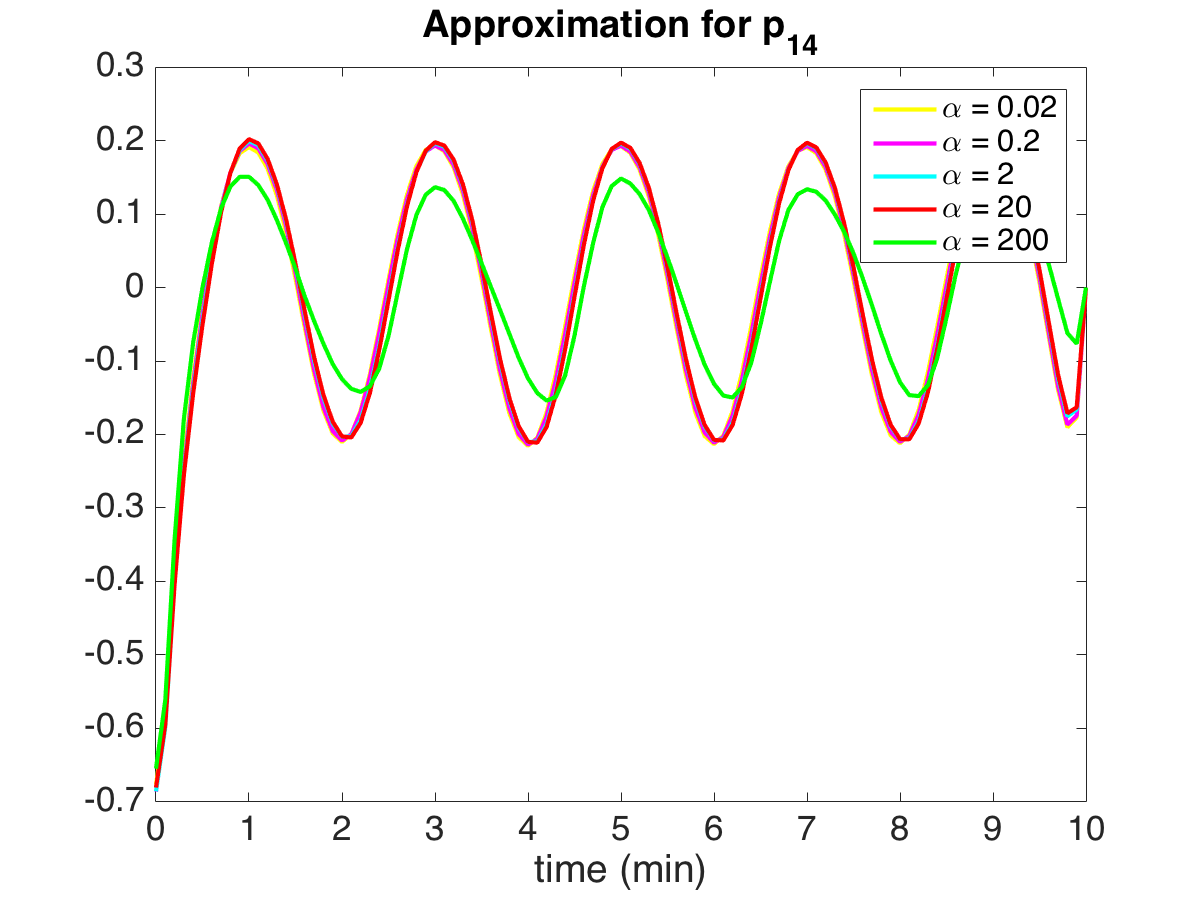 Approximation for p14
0.3
0.2
0.1
0
-0.1
-0.2
-0.3
-0.4
-0.5
-0.6
-0.7
α = 0.02
α = 0.2
α = 2
α = 20
α = 200
0 1 2 3 4 5 6 7 8 9 10
time (min)